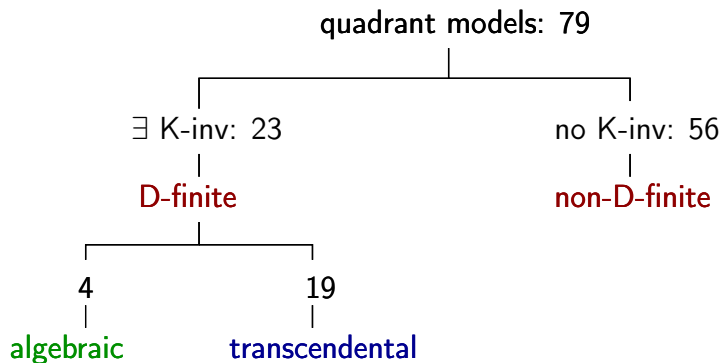 quadrant models: 79
∃ K-inv: 23
no K-inv: 56
D-finite
non-D-finite
4
19
algebraic
transcendental